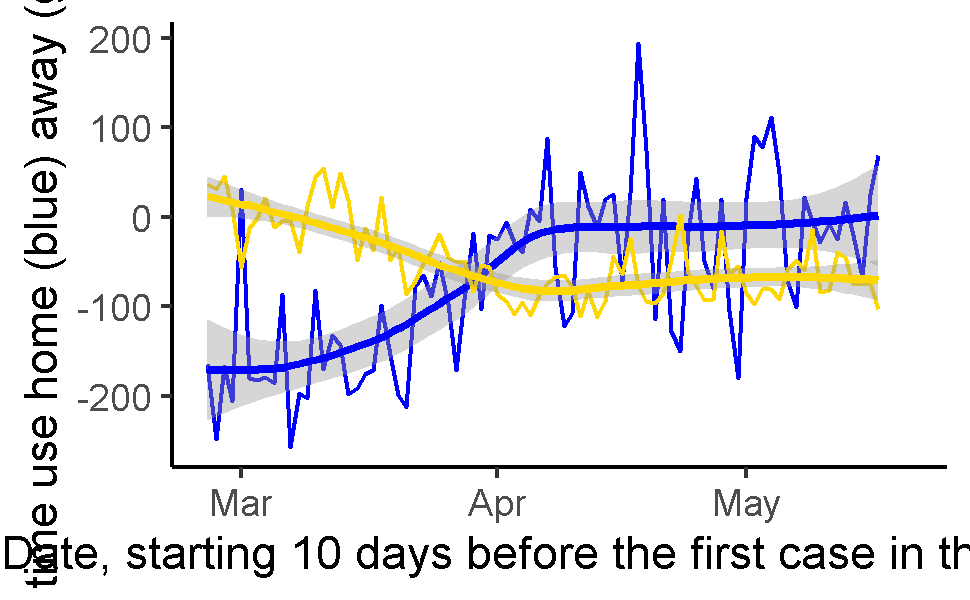 time use home (blue) away (
200
100
0
-100
-200
Mar Apr May
Date, starting 10 days before the first case in th